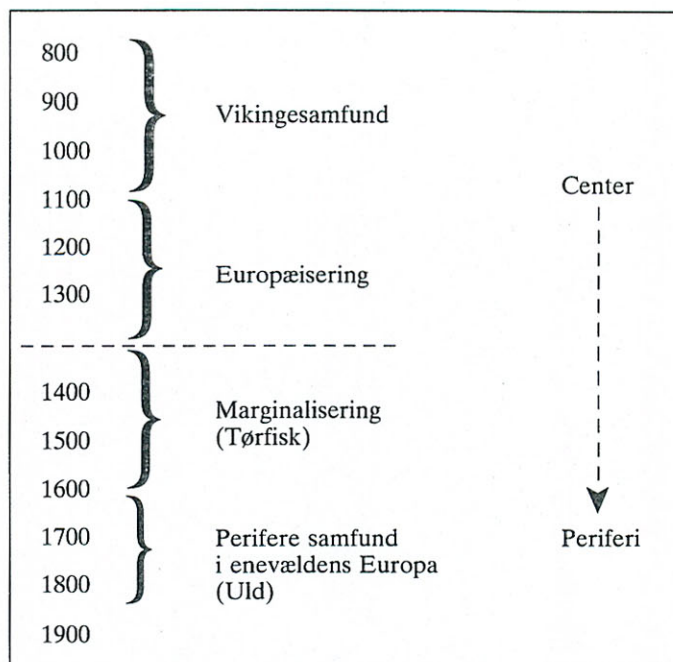 800
900
Vikingesamfund
1000
Center
1100
1200
Europæisering
1300
1400
Marginalisering
(Tørfisk)
1500
1600
1700
Perifere samfund
i enevældens Europa
(Uld)
Periferi
1800
1900